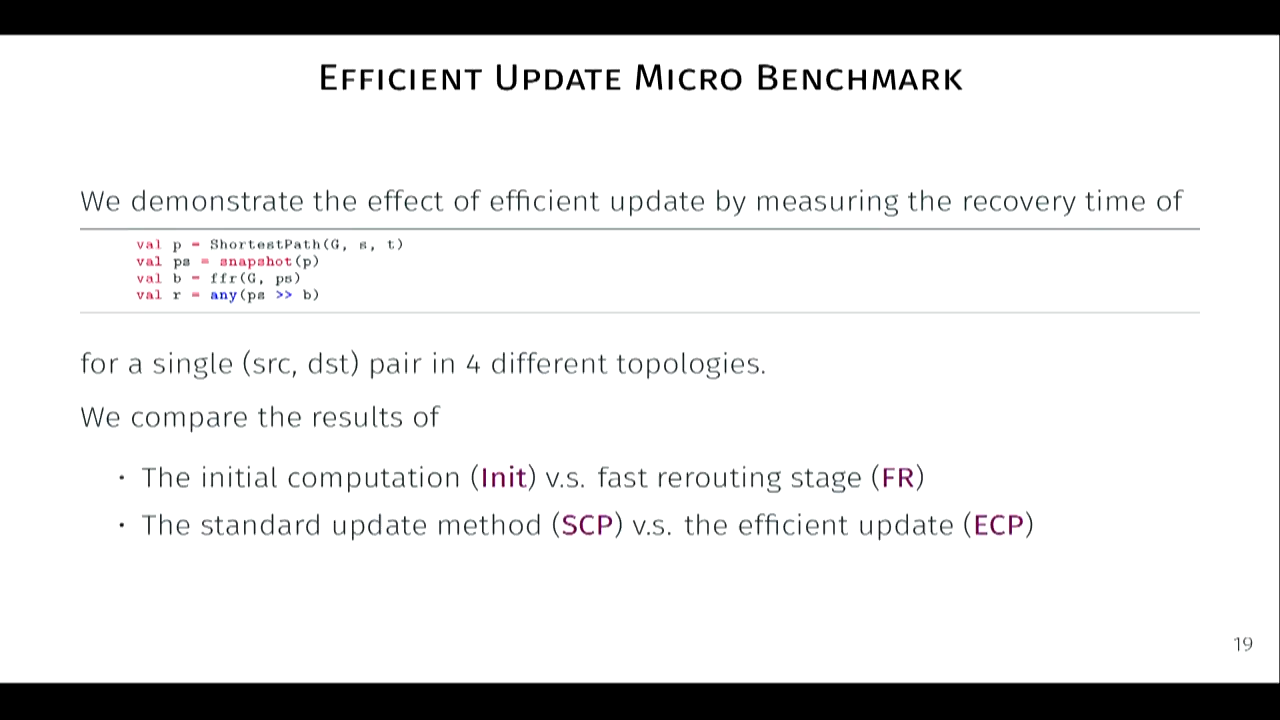 Efficient Update Micro Benchmark
We demonstrate the effect of efficient update by measuring the recovery time of
val p = ShortestPath(G, s, t)
val ps = snapshot(p)
val b = ffr(G, ps)
val r = any(ps >> b)
for a single (src, dst) pair in 4 different topologies.
We compare the results of
· The initial computation (Init) v.s. fast rerouting stage (FR)
· The standard update method (SCP) v.s. the efficient update (ECP)
19